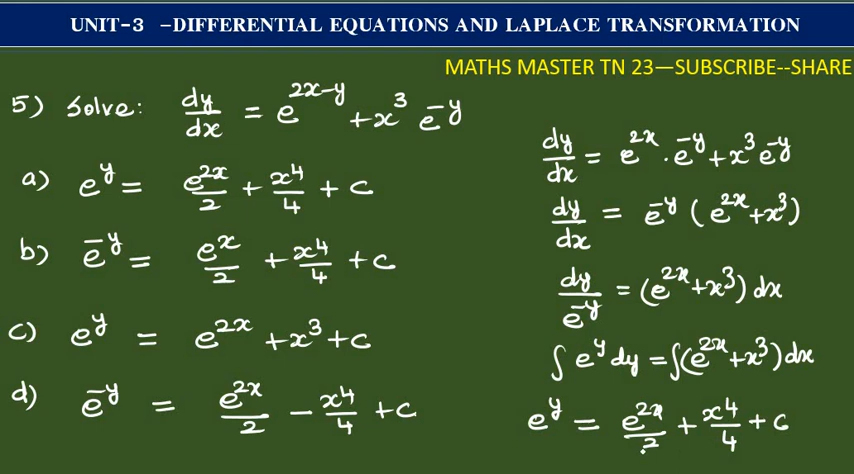 UNIT-3 -DIFFERENTIAL EQUATIONS AND LAPLACE TRANSFORMATION
MATHS MASTER TN 23—SUBSCRIBE--SHARE
5) Solve: dy/dx = e^(2x-y) + x^3 e^-y
a) e^y = e^(2x)/2 + x^4/4 + c
b) e^-y = e^x/2 + x^4/4 + c
c) e^y = e^(2x) + x^3 + c
d) e^-y = e^(2x)/2 - x^4/4 + c
dy/dx = e^(2x) . e^-y + x^3 e^-y
dy/dx = e^-y (e^(2x) + x^3)
dy/e^-y = (e^(2x) + x^3) dx
∫ e^y dy = ∫(e^(2x) + x^3) dx
e^y = e^(2x)/2 + x^4/4 + c